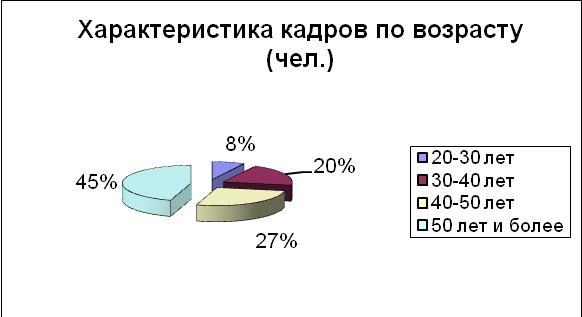 Характеристика кадров по возрасту
(чел.)
8%
20%
45%
27%
20-30 лет
30-40 лет
40-50 лет
50 лет и более